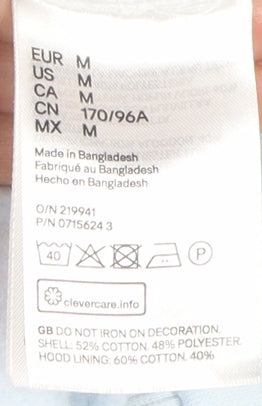 EUR M
US M
CA M
CN 170/96A
MX M
Made in Bangladesh
Fabriqué au Bangladesh
Hecho en Bangladesh
O/N 219941
P/N 0715624 3
40 P
clevercare.info
GB DO NOT IRON ON DECORATION.
SHELL: 52% COTTON. 48% POLYESTER.
HOOD LINING: 60% COTTON. 40%